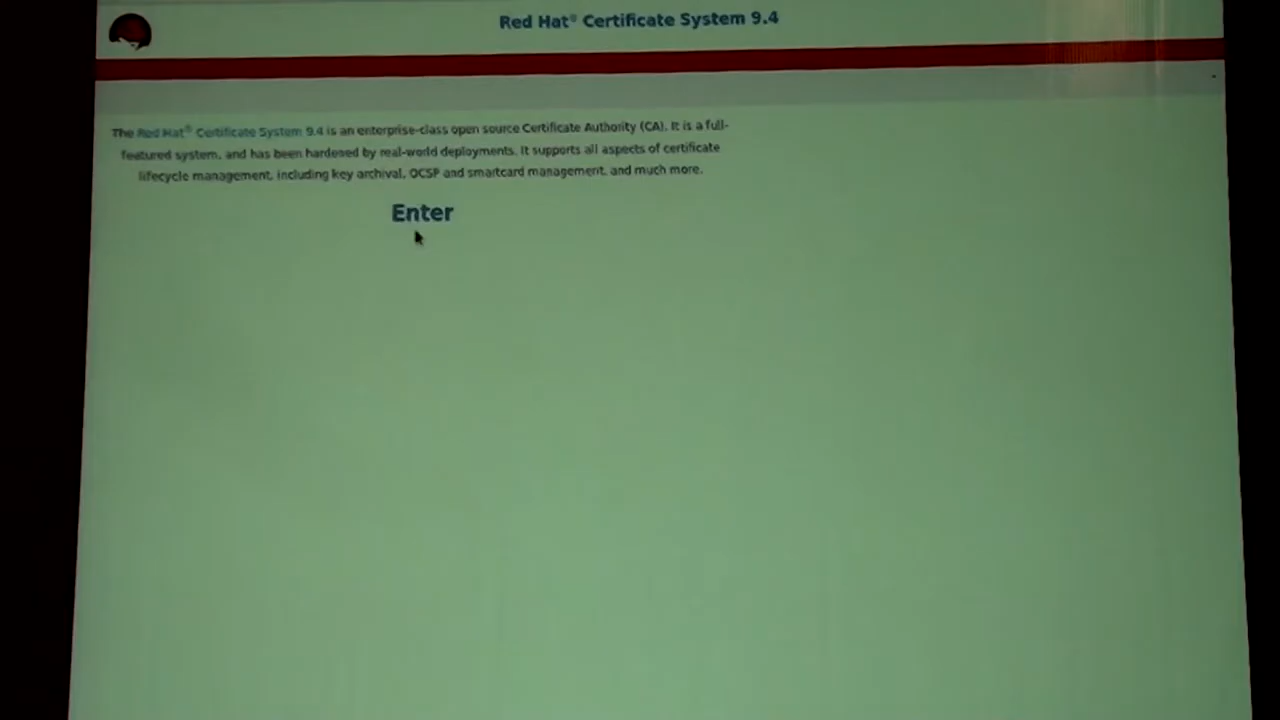 Red Hat® Certificate System 9.4
The Red Hat® Certificate System 9.4 is an enterprise-class open source Certificate Authority (CA). It is a full-
featured system, and has been hardened by real-world deployments. It supports all aspects of certificate
lifecycle management, including key archival, OCSP and smartcard management, and much more.
Enter